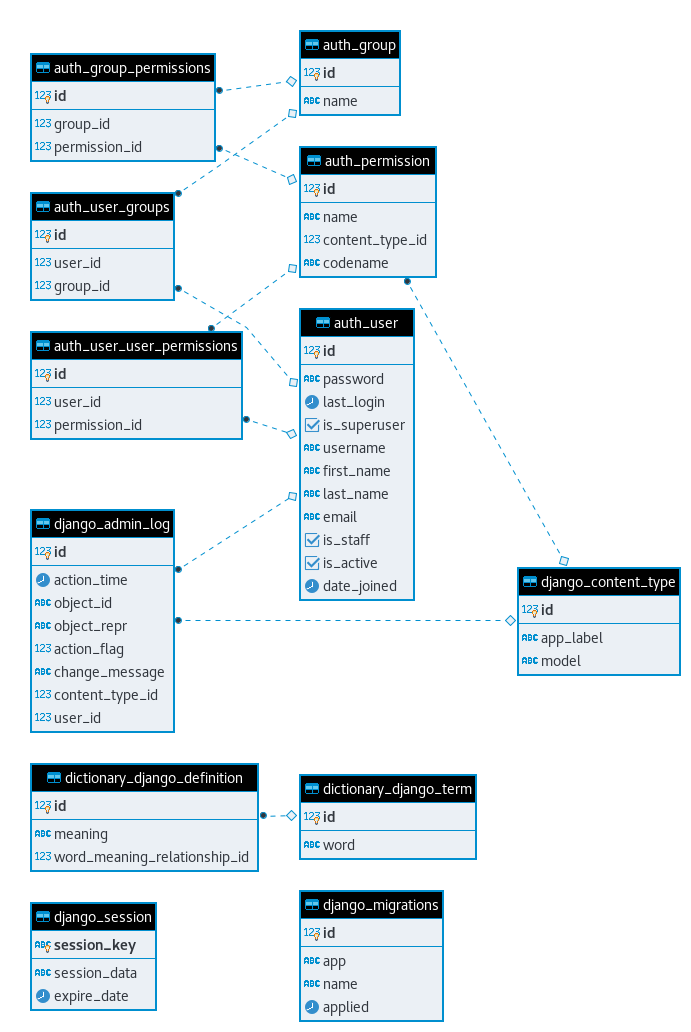 auth_group_permissions
123 id
123 group_id
123 permission_id
auth_group
123 id
ABC name
auth_permission
123 id
ABC name
123 content_type_id
ABC codename
auth_user_groups
123 id
123 user_id
123 group_id
auth_user_user_permissions
123 id
123 user_id
123 permission_id
auth_user
123 id
ABC password
last_login
is_superuser
ABC username
ABC first_name
ABC last_name
ABC email
is_staff
is_active
date_joined
django_admin_log
123 id
action_time
ABC object_id
ABC object_repr
123 action_flag
ABC change_message
123 content_type_id
123 user_id
django_content_type
123 id
ABC app_label
ABC model
dictionary_django_definition
123 id
ABC meaning
123 word_meaning_relationship_id
dictionary_django_term
123 id
ABC word
django_session
ABC session_key
ABC session_data
expire_date
django_migrations
123 id
ABC app
ABC name
applied